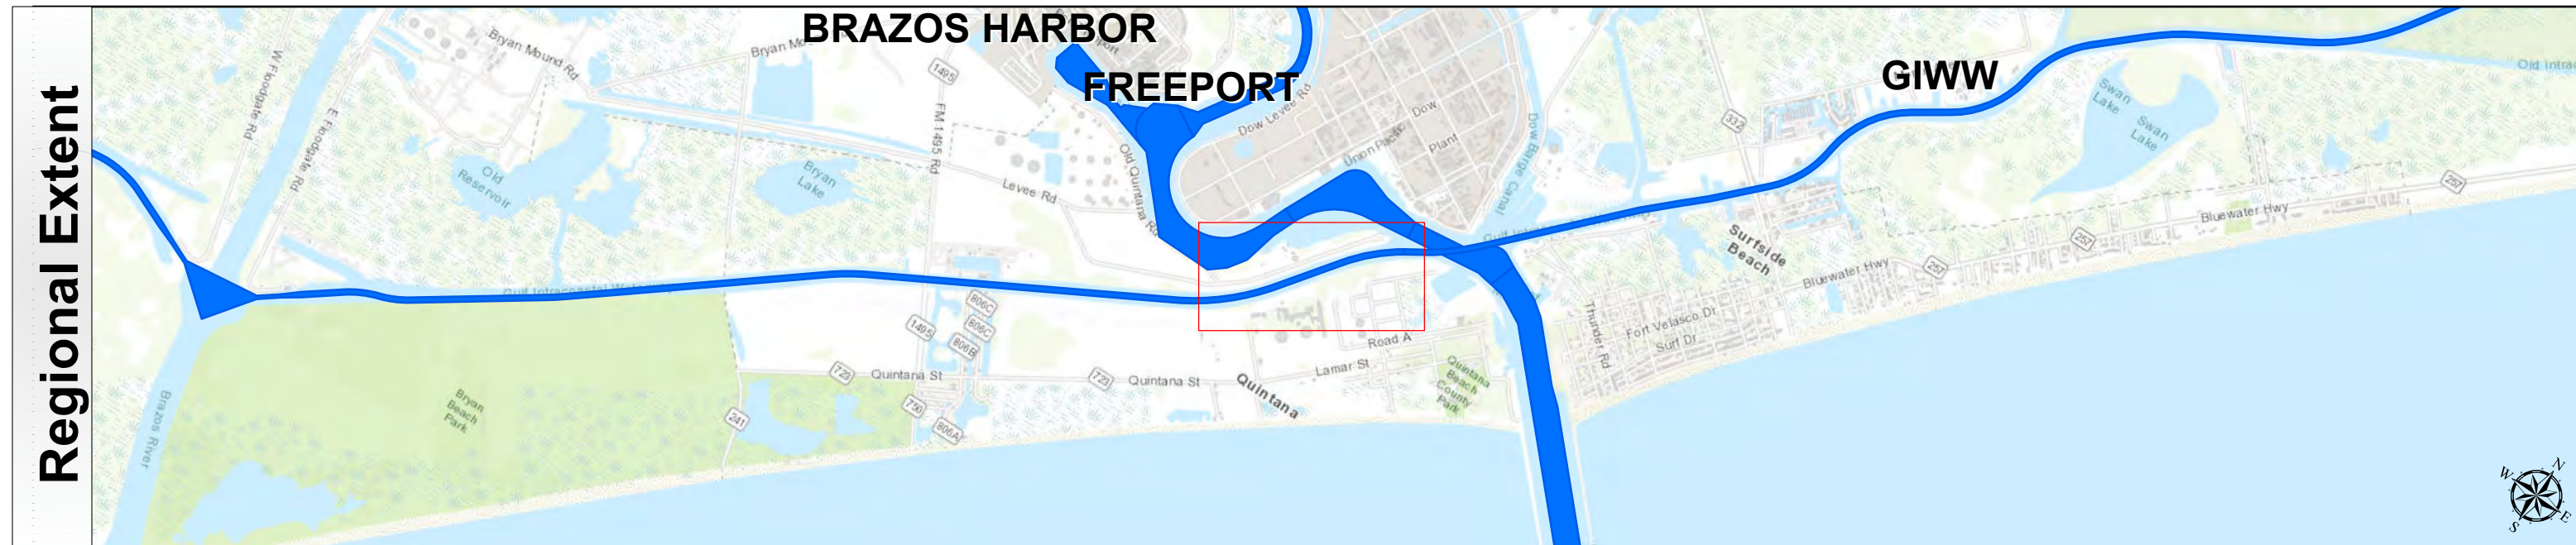 Regional Extent
BRAZOS HARBOR
FREEPORT
GIWW
W Floodgate Rd
E Floodgate Rd
Bryan Mound Rd
Old
Reservoir
Bryan
Lake
1495
FM 1495 Rd
Levee Rd
Old Quintana Rd
Dow Levee Rd
Union Pacific
Dow
Plant
Dow Barge Canal
332
Swan
Lake
Swan
Lake
257
Bluewater Hwy
257
257
Bluewater Hwy
Surfside
Beach
Thunder Rd
Fort Velasco Dr
Surf Dr
Gulf Intracoastal Waterway
806C
806C
806B
1495
723
Quintana St
723
Quintana St
Quintana
Lamar St
Road A
Quintana
Beach
County
Park
750
806A
241
Bryan
Beach
Park
Brazos River
N
E
S
W